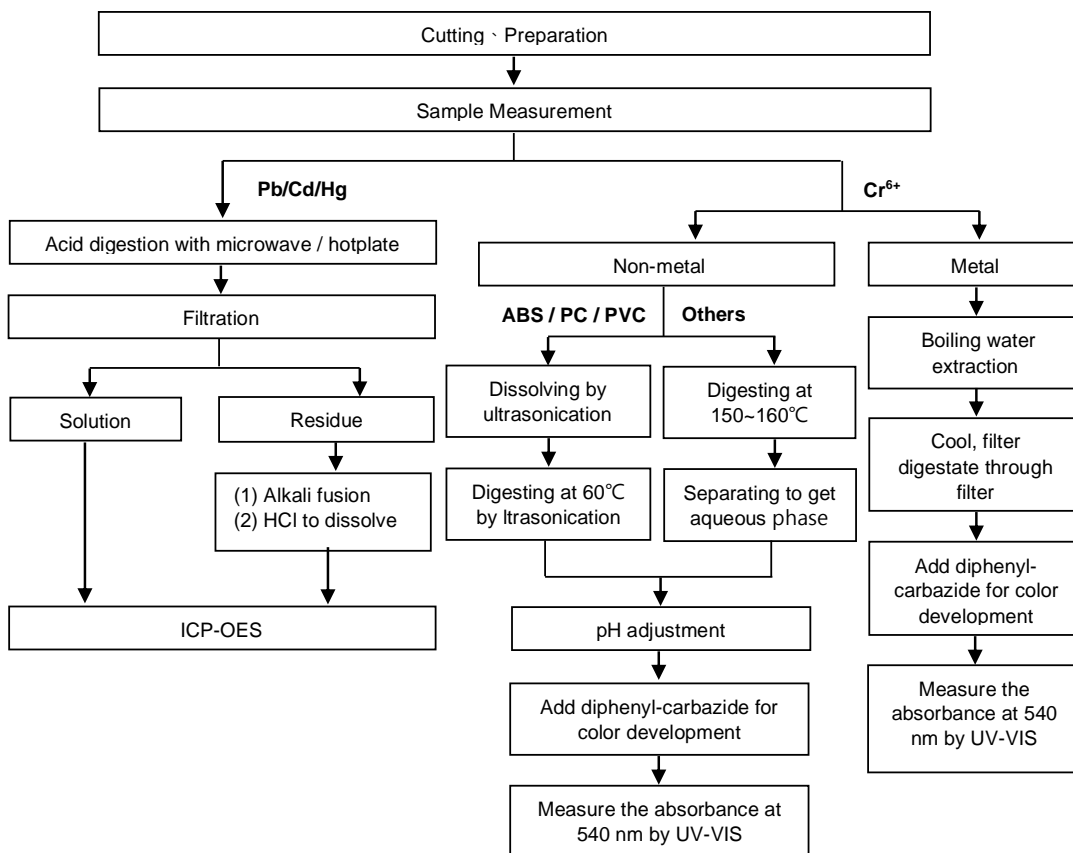 Cutting、Preparation
Sample Measurement
Pb/Cd/Hg
Cr⁶⁺
Acid digestion with microwave / hotplate
Non-metal
Metal
Filtration
ABS / PC / PVC
Others
Boiling water
extraction
Solution
Residue
Dissolving by
ultrasonication
Digesting at
150~160℃
Cool, filter
digestate through
filter
(1) Alkali fusion
(2) HCl to dissolve
Digesting at 60℃
by ltrasonication
Separating to get
aqueous phase
Add diphenyl-
carbazide for color
development
ICP-OES
pH adjustment
Measure the
absorbance at 540
nm by UV-VIS
Add diphenyl-carbazide for
color development
Measure the absorbance at
540 nm by UV-VIS